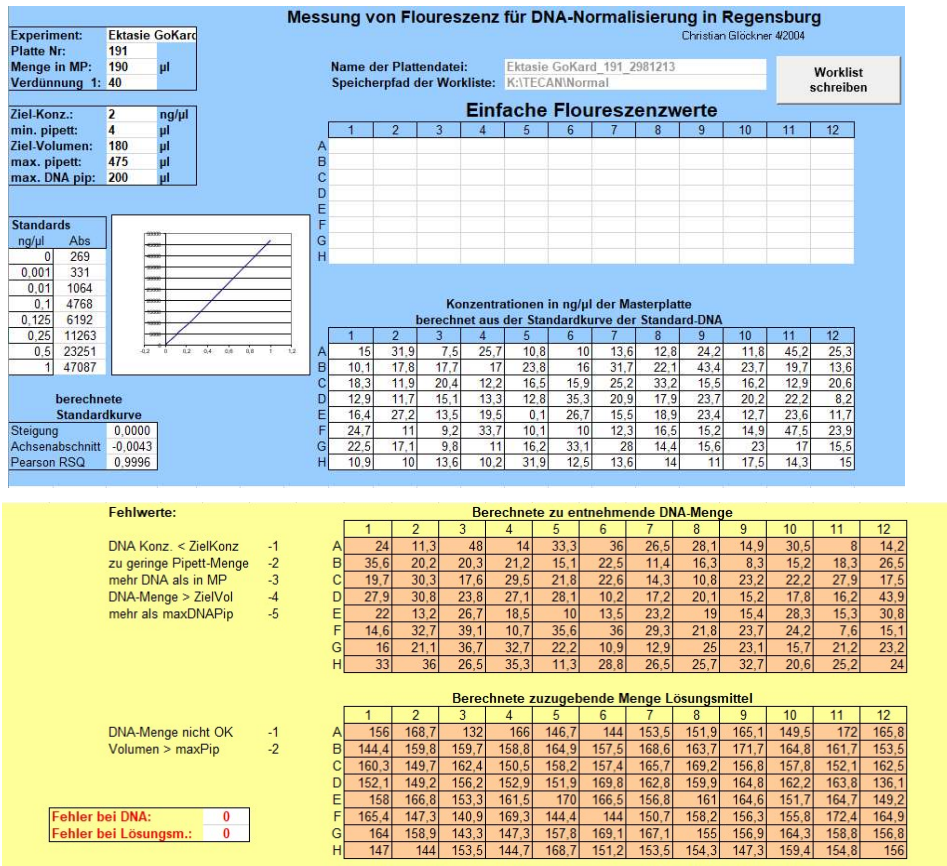 Messung von Floureszenz für DNA-Normalisierung in Regensburg
Christian Glöckner 4/2004
Experiment: Ektasie GoKard
Platte Nr: 191
Menge in MP: 190 µl
Verdünnung 1: 40
Name der Plattendatei: Ektasie GoKard_191_2981213
Speicherpfad der Workliste: K:\TECAN\Normal
Worklist
schreiben
Ziel-Konz.: 2 ng/µl
min. pipett: 4 µl
Ziel-Volumen: 180 µl
max. pipett: 475 µl
max. DNA pip: 200 µl
Einfache Floureszenzwerte
1 2 3 4 5 6 7 8 9 10 11 12
A
B
C
D
E
F
G
H
Standards
ng/µl Abs
0 269
0,001 331
0,01 1064
0,1 4768
0,125 6192
0,25 11263
0,5 23251
1 47087
-0,2 0 0,2 0,4 0,6 0,8 1 1,2
berechnete
Standardkurve
Steigung 0,0000
Achsenabschnitt -0,0043
Pearson RSQ 0,9996
Konzentrationen in ng/µl der Masterplatte
berechnet aus der Standardkurve der Standard-DNA
1 2 3 4 5 6 7 8 9 10 11 12
A 15 31,9 7,5 25,7 10,8 10 13,6 12,8 24,2 11,8 45,2 25,3
B 10,1 17,8 17,7 17 23,8 16 31,7 22,1 43,4 23,7 19,7 13,6
C 18,3 11,9 20,4 12,2 16,5 15,9 25,2 33,2 15,5 16,2 12,9 20,6
D 12,9 11,7 15,1 13,3 12,8 35,3 20,9 17,9 23,7 20,2 22,2 8,2
E 16,4 27,2 13,5 19,5 0,1 26,7 15,5 18,9 23,4 12,7 23,6 11,7
F 24,7 11 9,2 33,7 10,1 10 12,3 16,5 15,2 14,9 47,5 23,9
G 22,5 17,1 9,8 11 16,2 33,1 28 14,4 15,6 23 17 15,5
H 10,9 10 13,6 10,2 31,9 12,5 13,6 14 11 17,5 14,3 15
Fehlwerte:
DNA Konz. < ZielKonz -1
zu geringe Pipett-Menge -2
mehr DNA als in MP -3
DNA-Menge > ZielVol -4
mehr als maxDNAPip -5
Berechnete zu entnehmende DNA-Menge
1 2 3 4 5 6 7 8 9 10 11 12
A 24 11,3 48 14 33,3 36 26,5 28,1 14,9 30,5 8 14,2
B 35,6 20,2 20,3 21,2 15,1 22,5 11,4 16,3 8,3 15,2 18,3 26,5
C 19,7 30,3 17,6 29,5 21,8 22,6 14,3 10,8 23,2 22,2 27,9 17,5
D 27,9 30,8 23,8 27,1 28,1 10,2 17,2 20,1 15,2 17,8 16,2 43,9
E 22 13,2 26,7 18,5 10 13,5 23,2 19 15,4 28,3 15,3 30,8
F 14,6 32,7 39,1 10,7 35,6 36 29,3 21,8 23,7 24,2 7,6 15,1
G 16 21,1 36,7 32,7 22,2 10,9 12,9 25 23,1 15,7 21,2 23,2
H 33 36 26,5 35,3 11,3 28,8 26,5 25,7 32,7 20,6 25,2 24
Berechnete zuzugebende Menge Lösungsmittel
DNA-Menge nicht OK -1
Volumen > maxPip -2
1 2 3 4 5 6 7 8 9 10 11 12
A 156 168,7 132 166 146,7 144 153,5 151,9 165,1 149,5 172 165,8
B 144,4 159,8 159,7 158,8 164,9 157,5 168,6 163,7 171,7 164,8 161,7 153,5
C 160,3 149,7 162,4 150,5 158,2 157,4 165,7 169,2 156,8 157,8 152,1 162,5
D 152,1 149,2 156,2 152,9 151,9 169,8 162,8 159,9 164,8 162,2 163,8 136,1
E 158 166,8 153,3 161,5 170 166,5 156,8 161 164,6 151,7 164,7 149,2
F 165,4 147,3 140,9 169,3 144,4 144 150,7 158,2 156,3 155,8 172,4 164,9
G 164 158,9 143,3 147,3 157,8 169,1 167,1 155 156,9 164,3 158,8 156,8
H 147 144 153,5 144,7 168,7 151,2 153,5 154,3 147,3 159,4 154,8 156
Fehler bei DNA: 0
Fehler bei Lösungsm.: 0